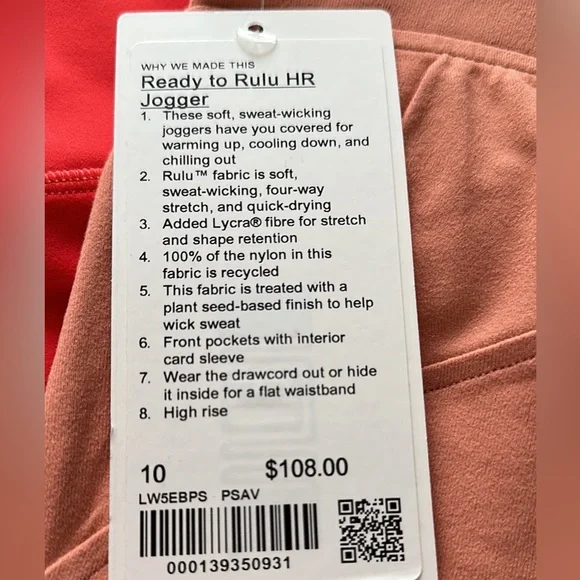 WHY WE MADE THIS
Ready to Rulu HR
Jogger
1. These soft, sweat-wicking
joggers have you covered for
warming up, cooling down, and
chilling out
2. Rulu™ fabric is soft,
sweat-wicking, four-way
stretch, and quick-drying
3. Added Lycra® fibre for stretch
and shape retention
4. 100% of the nylon in this
fabric is recycled
5. This fabric is treated with a
plant seed-based finish to help
wick sweat
6. Front pockets with interior
card sleeve
7. Wear the drawcord out or hide
it inside for a flat waistband
8. High rise
10 $108.00
LW5EBPS PSAV
000139350931